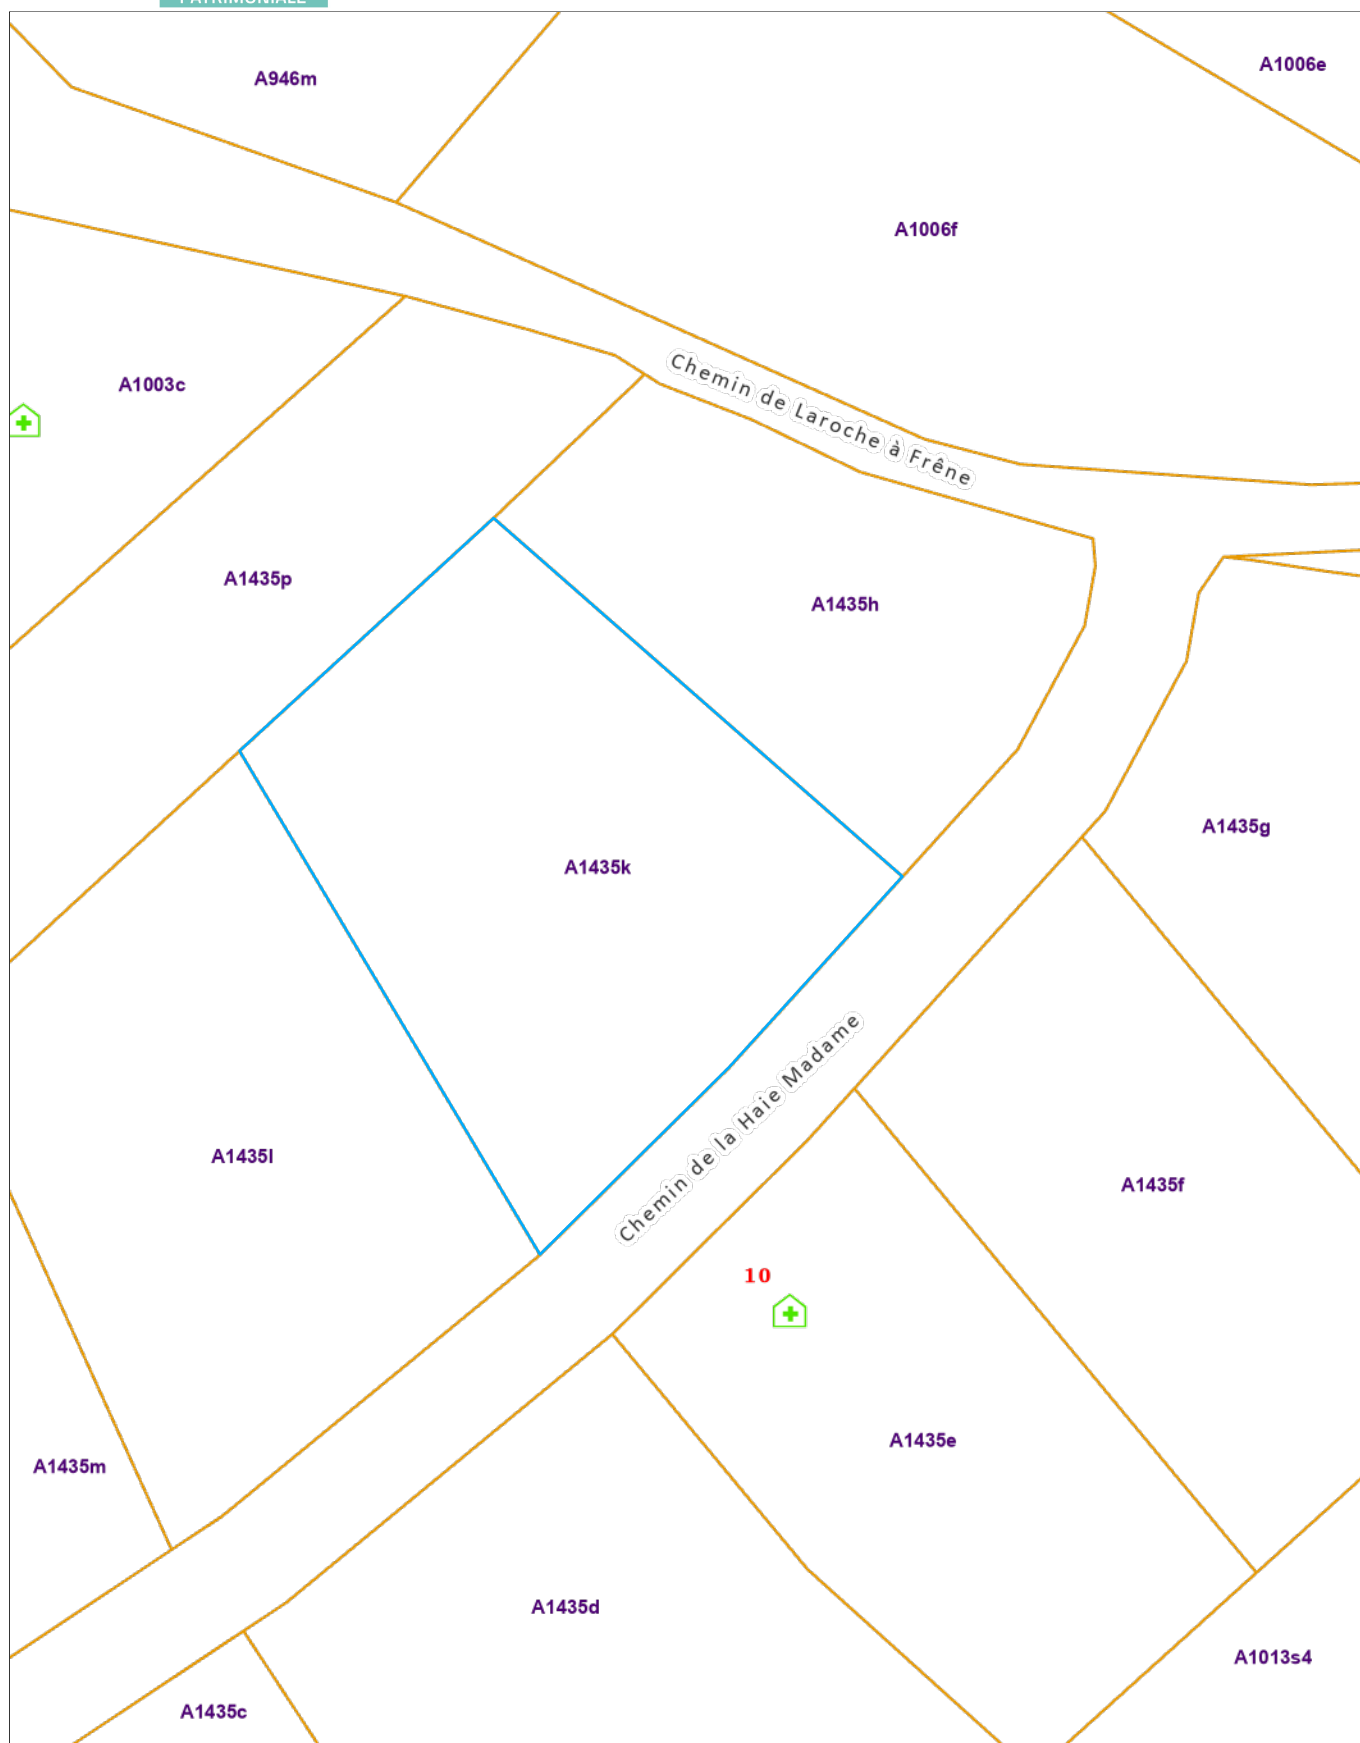 PATRIMONIALE
A946m
A1006e
A1006f
Chemin de Laroche à Frêne
A1003c
A1435p
A1435h
A1435g
A1435k
Chemin de la Haie Madame
A1435l
A1435f
10
A1435e
A1435m
A1435d
A1013s4
A1435c